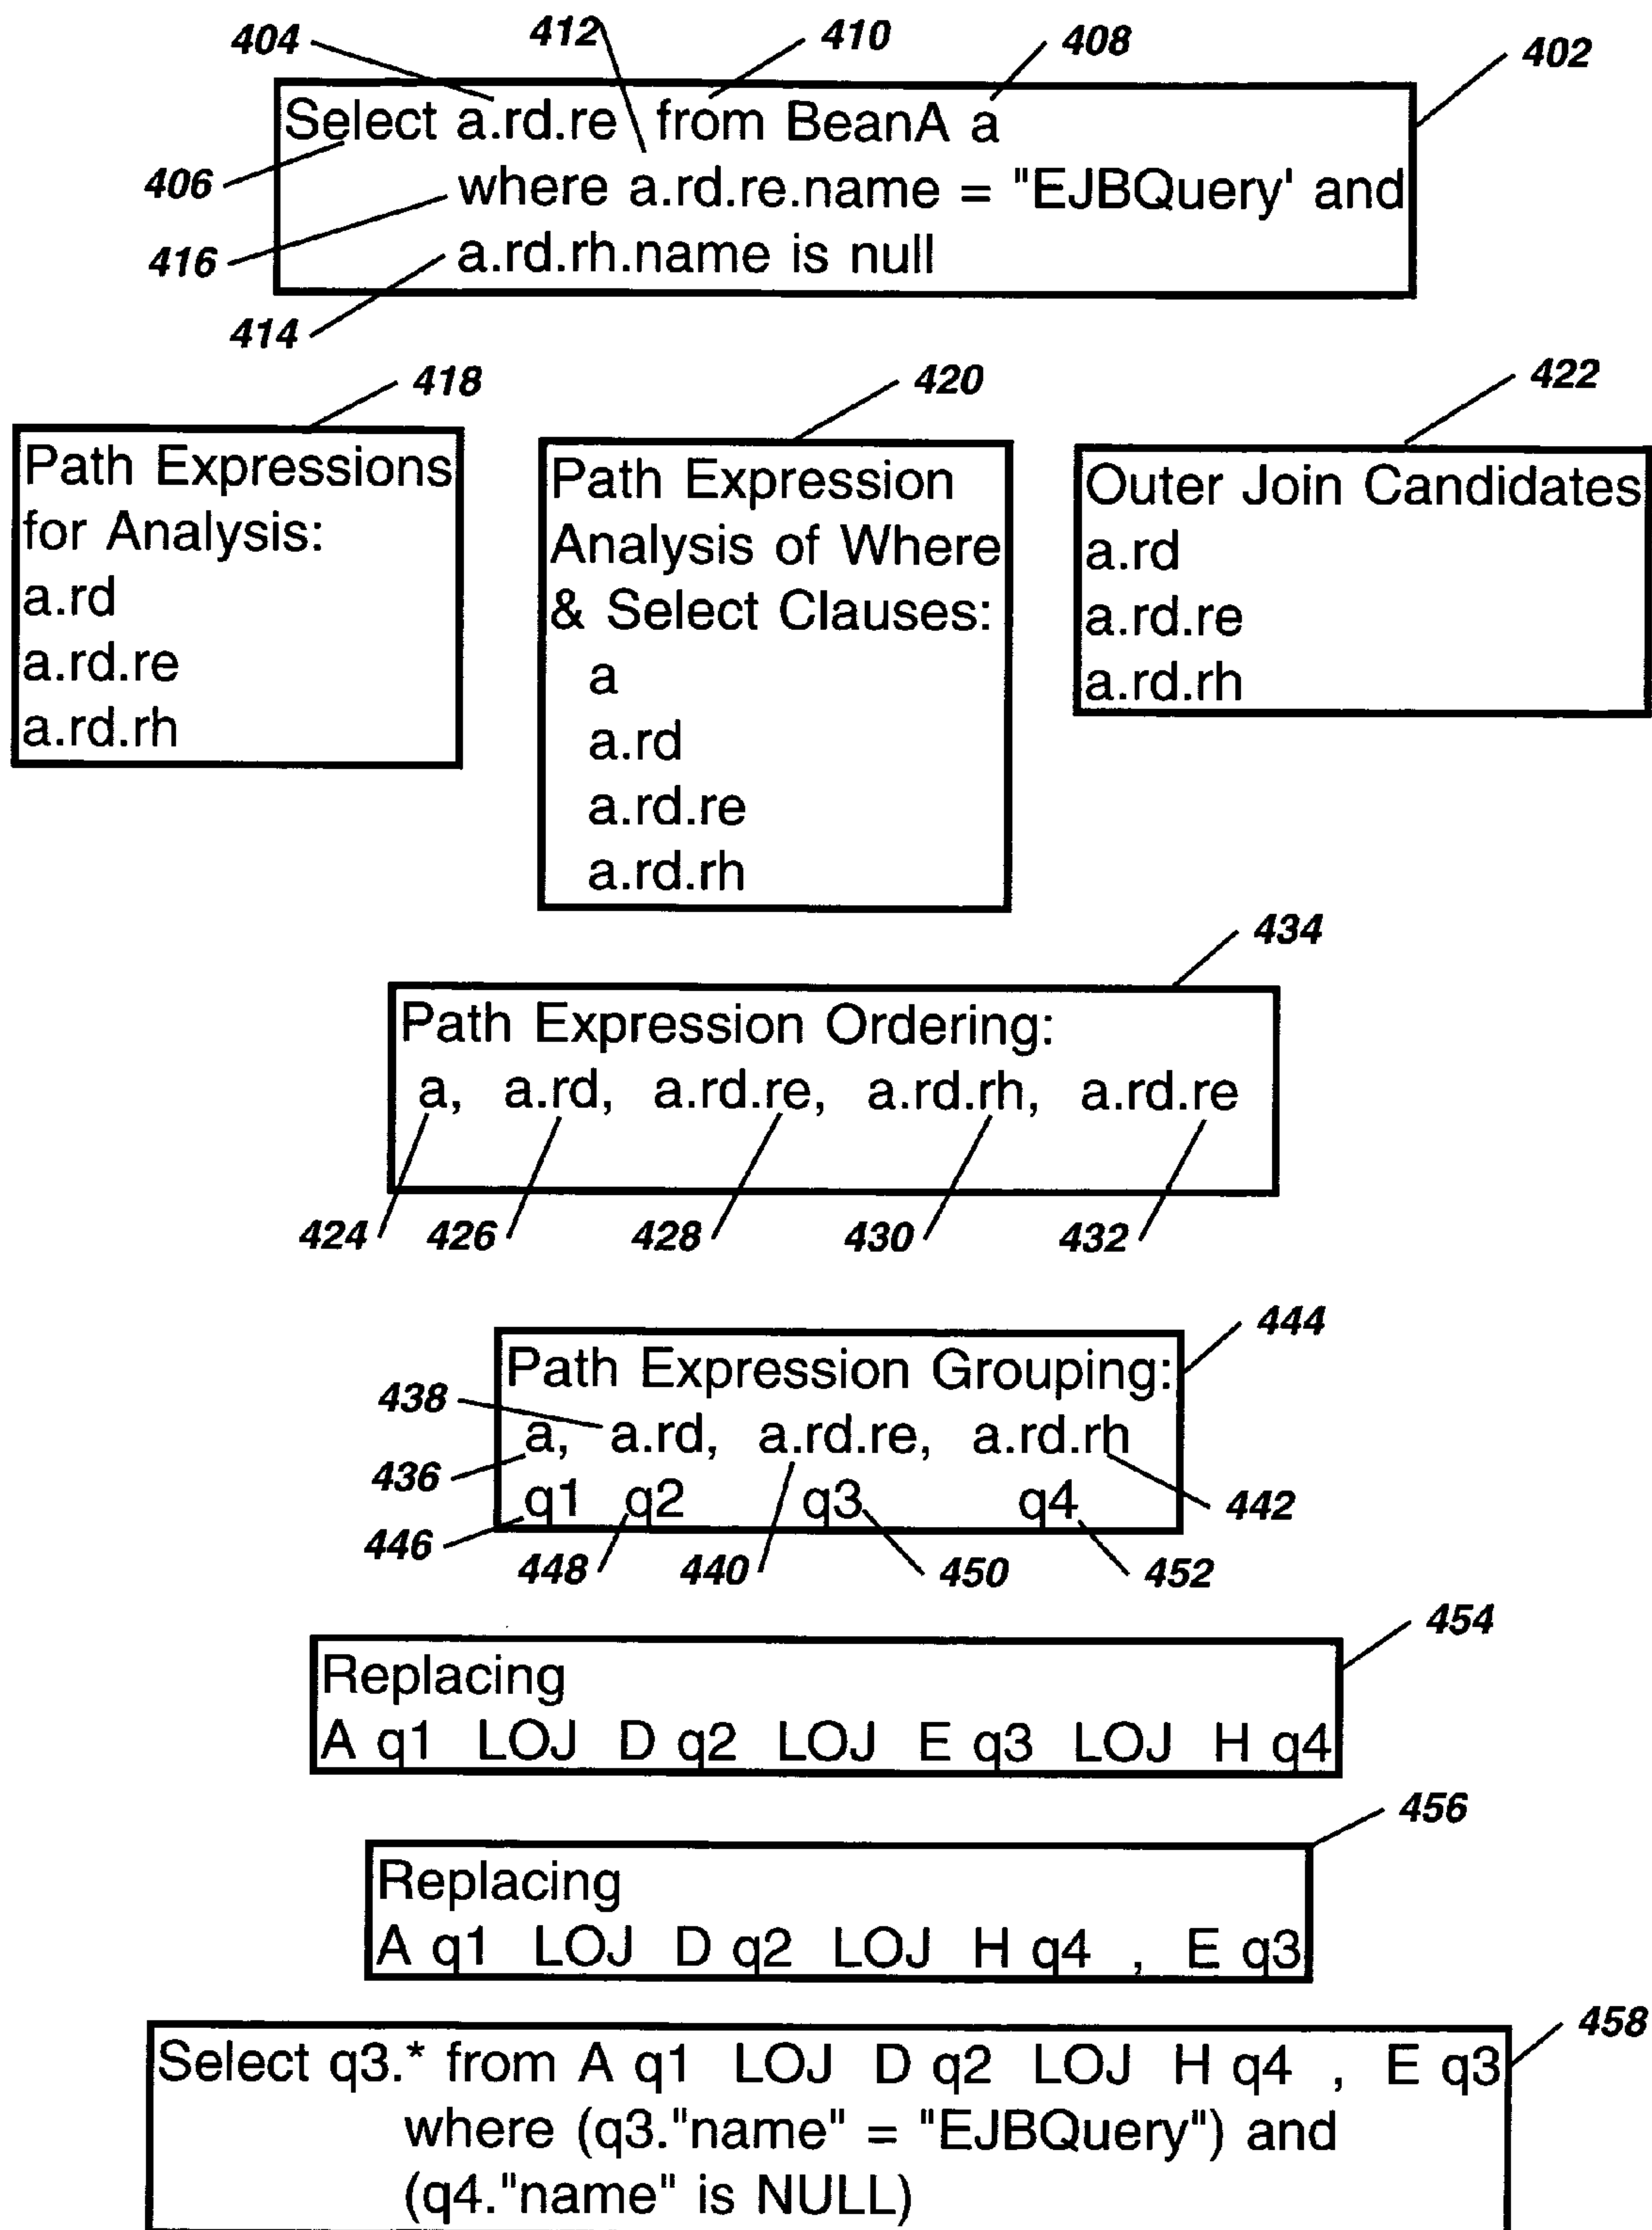 404 412 410 408 402
Select a.rd.re from BeanA a
406
where a.rd.re.name = "EJBQuery' and
416
a.rd.rh.name is null
414
418
Path Expressions
for Analysis:
a.rd
a.rd.re
a.rd.rh
420
Path Expression
Analysis of Where
& Select Clauses:
a
a.rd
a.rd.re
a.rd.rh
422
Outer Join Candidates
a.rd
a.rd.re
a.rd.rh
434
Path Expression Ordering:
a, a.rd, a.rd.re, a.rd.rh, a.rd.re
424 426 428 430 432
444
Path Expression Grouping:
438
a, a.rd, a.rd.re, a.rd.rh
436
q1 q2 q3 q4
442
446 448 440 450 452
454
Replacing
A q1 LOJ D q2 LOJ E q3 LOJ H q4
456
Replacing
A q1 LOJ D q2 LOJ H q4 , E q3
458
Select q3.* from A q1 LOJ D q2 LOJ H q4 , E q3
where (q3."name" = "EJBQuery") and
(q4."name" is NULL)